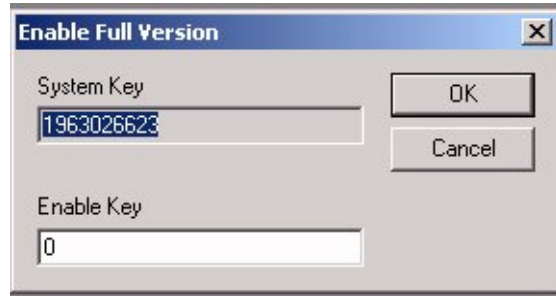 Enable Full Version
System Key
1963026623
OK
Cancel
Enable Key
0